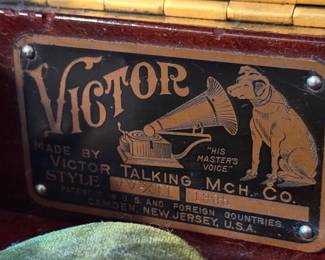 VICTOR
"HIS
MASTER'S
VOICE"
MADE BY
VICTOR TALKING MCH. CO.
STYLE
U.S. AND FOREIGN COUNTRIES
CAMDEN, NEW JERSEY, U.S.A.